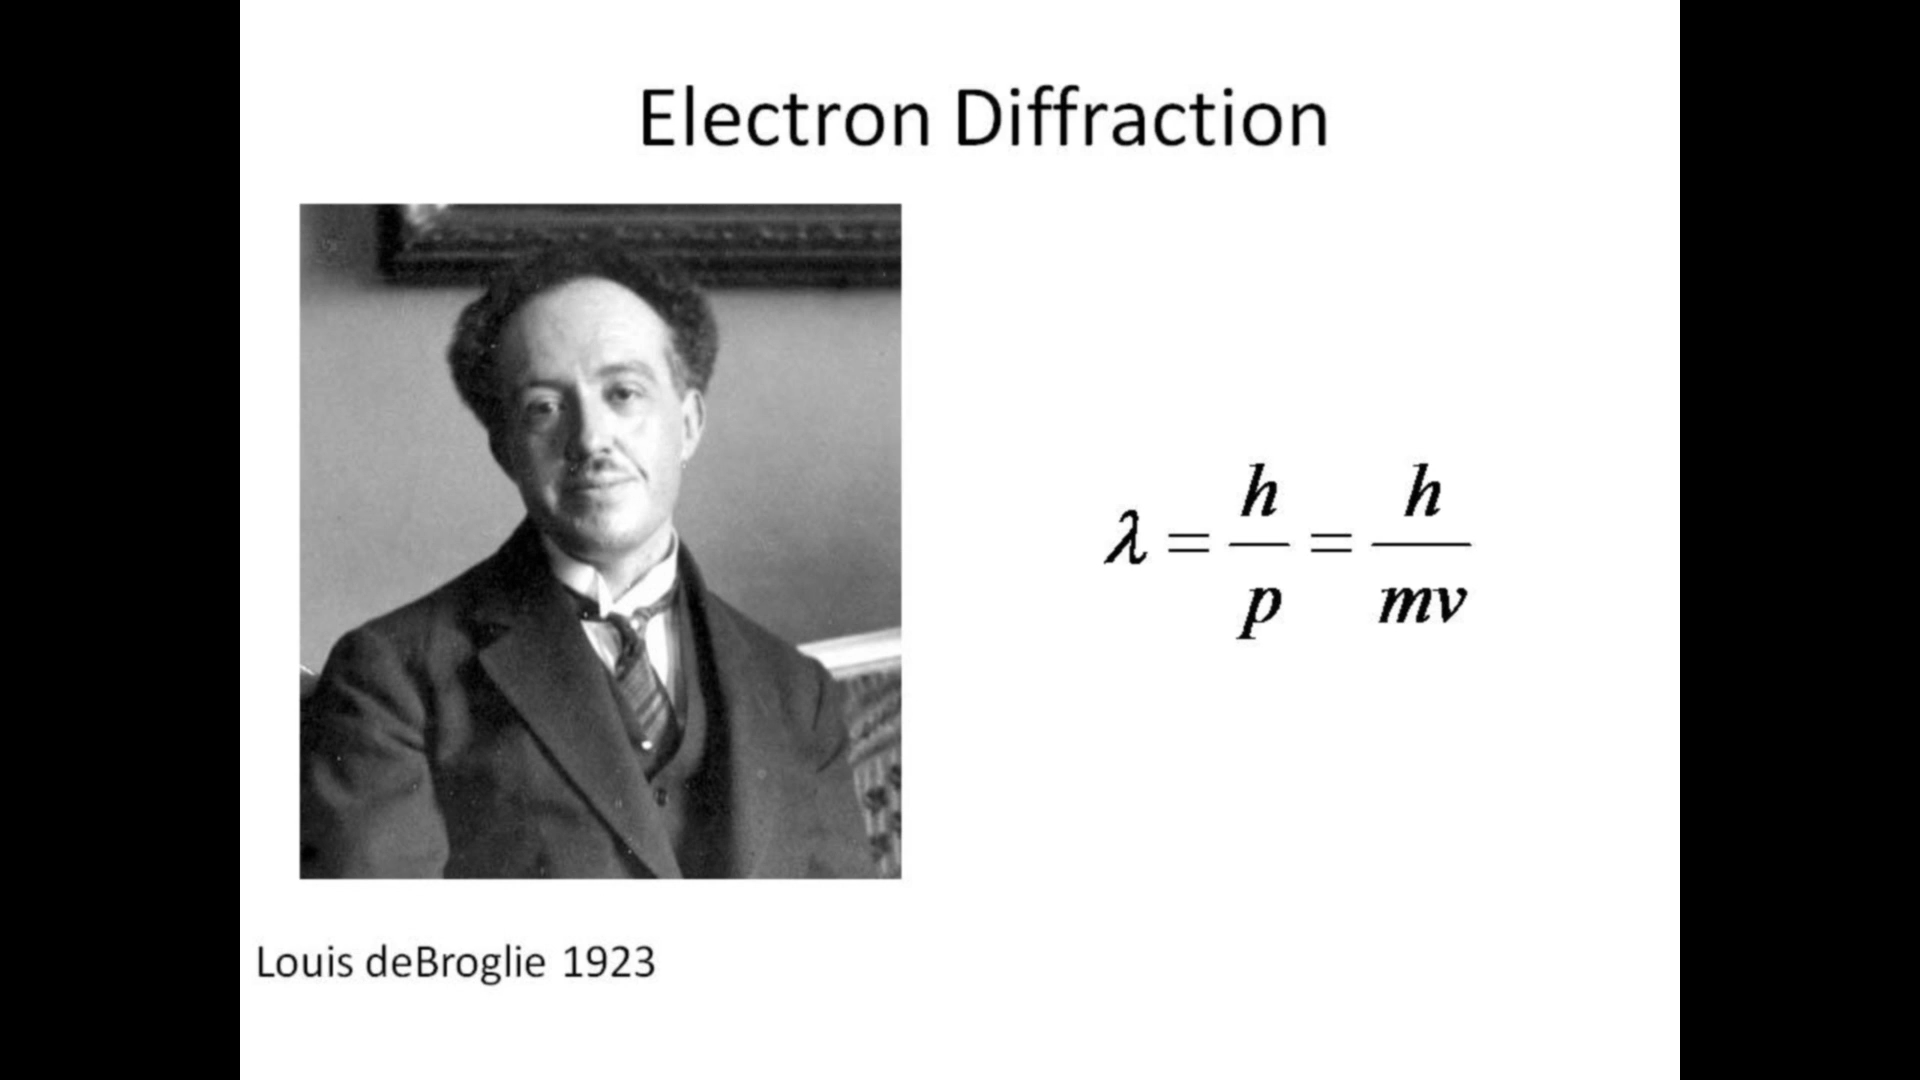 Electron Diffraction
λ = h/p = h/mv
Louis deBroglie 1923